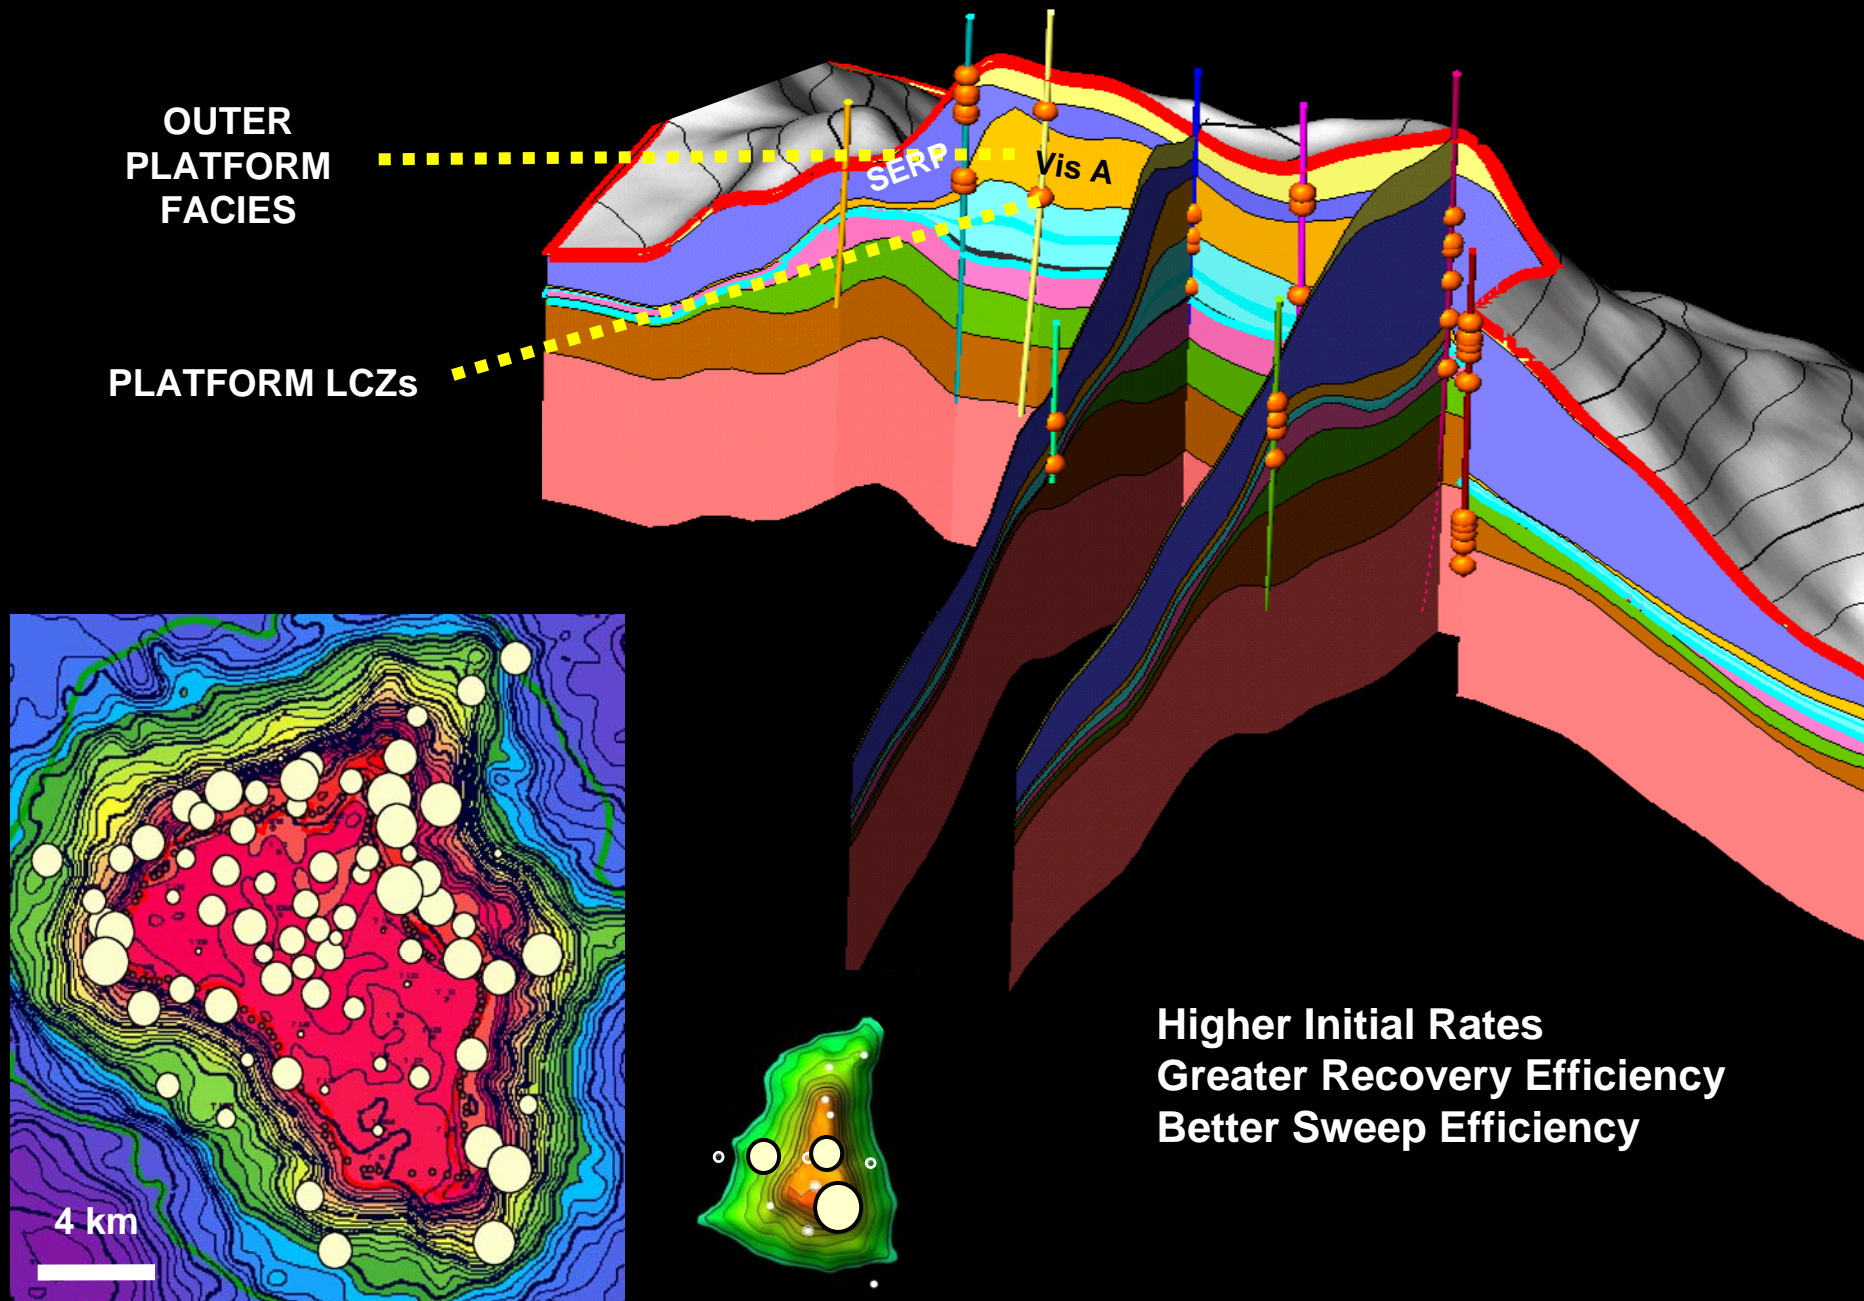 OUTER
PLATFORM
FACIES
SERP
Vis A
PLATFORM LCZs
4 km
Higher Initial Rates
Greater Recovery Efficiency
Better Sweep Efficiency